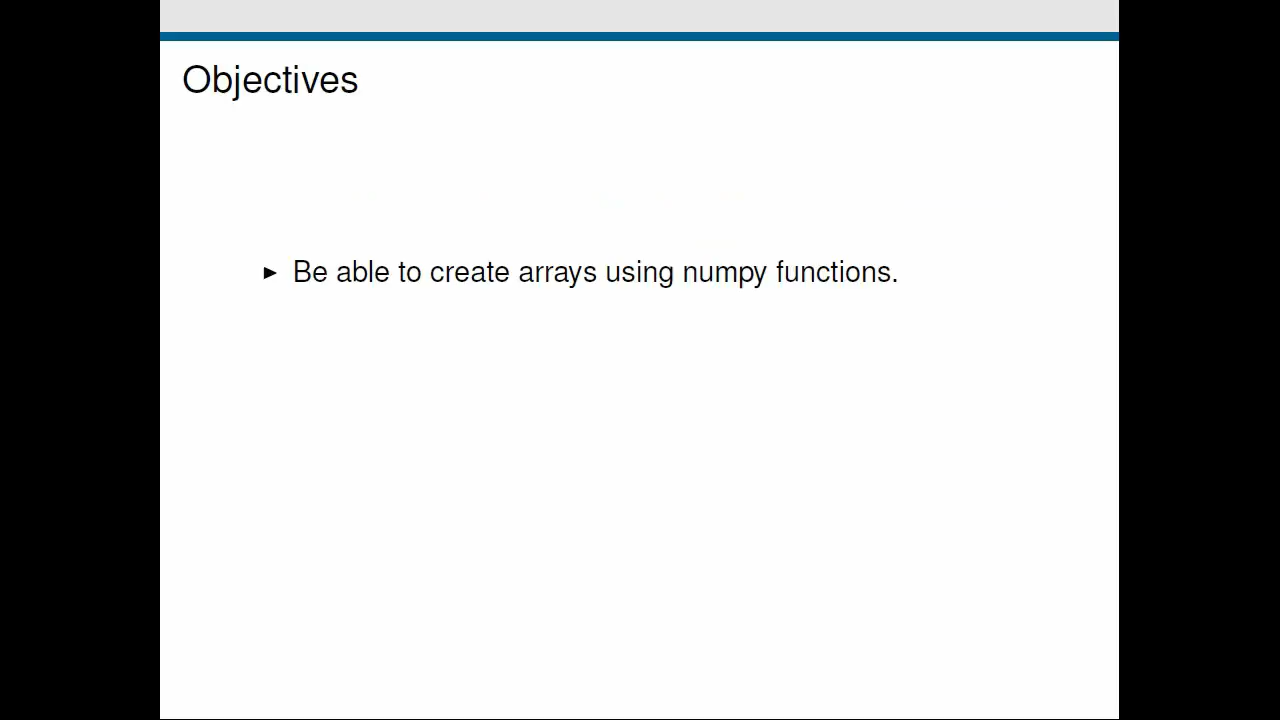 Objectives
► Be able to create arrays using numpy functions.